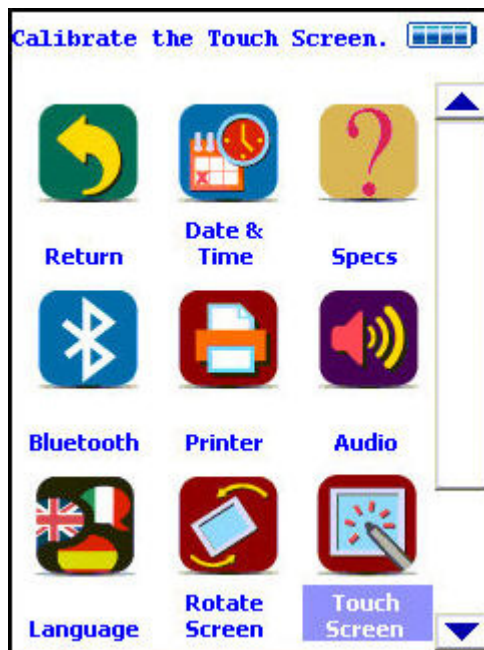 Calibrate the Touch Screen.
Return
Date &
Time
Specs
Bluetooth
Printer
Audio
Language
Rotate
Screen
Touch
Screen